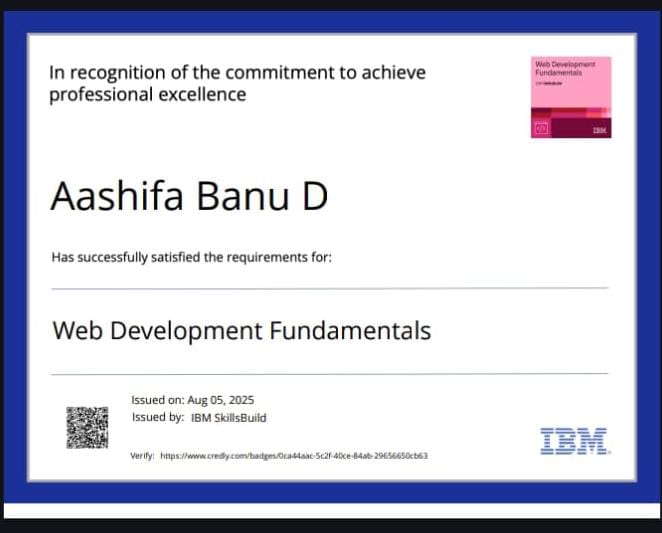 In recognition of the commitment to achieve
professional excellence
Web Development
Fundamentals
IBM
Aashifa Banu D
Has successfully satisfied the requirements for:
Web Development Fundamentals
Issued on: Aug 05, 2025
Issued by: IBM SkillsBuild
Verify: https://www.credly.com/badges/0ca44aac-5c2f-40ce-84ab-29656650cb63
IBM.